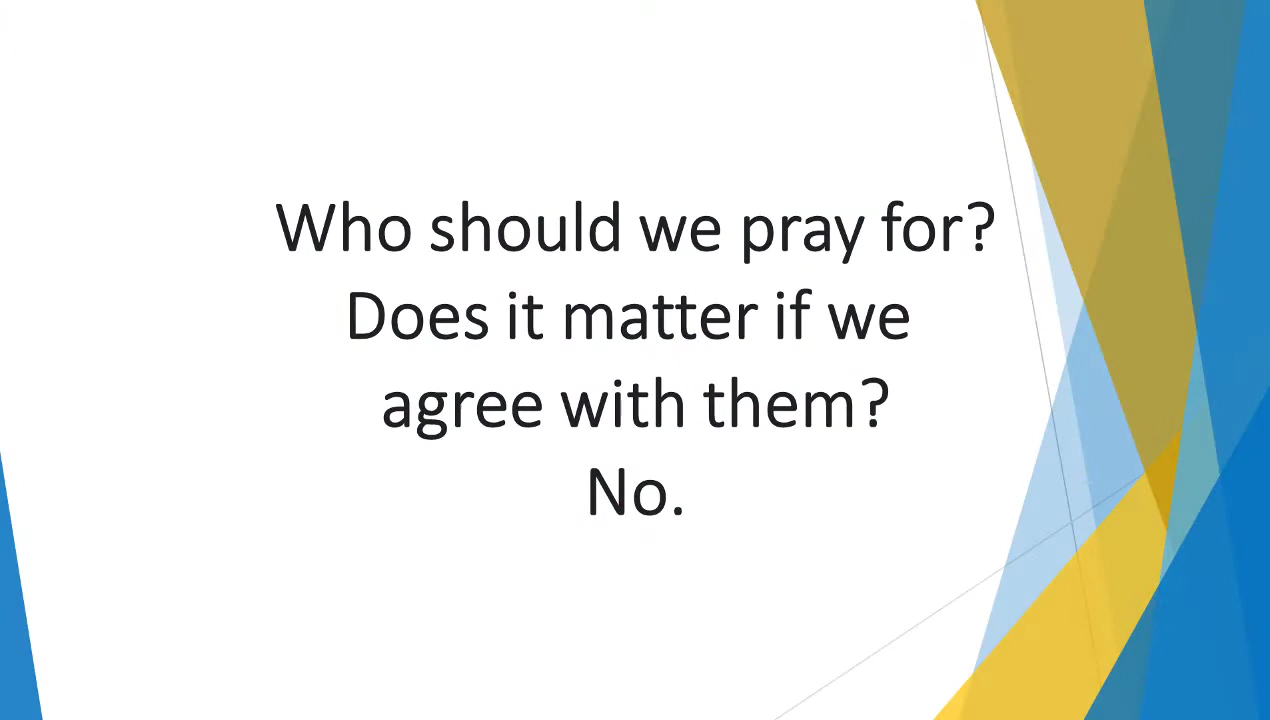 Who should we pray for?
Does it matter if we
agree with them?
No.